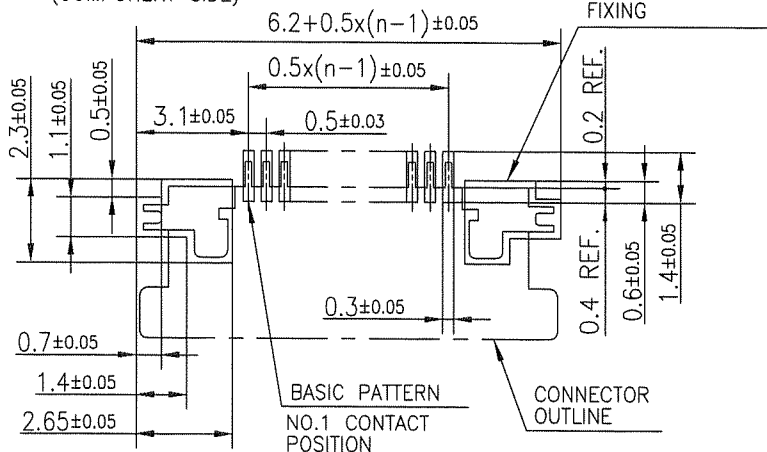 (COMPONENT SIDE)
6.2+0.5x(n-1)±0.05
FIXING
0.5x(n-1)±0.05
3.1±0.05
0.5±0.03
2.3±0.05
1.1±0.05
0.5±0.05
0.2 REF.
0.4 REF.
0.6±0.05
1.4±0.05
0.3±0.05
0.7±0.05
1.4±0.05
2.65±0.05
BASIC PATTERN
NO.1 CONTACT
POSITION
CONNECTOR
OUTLINE